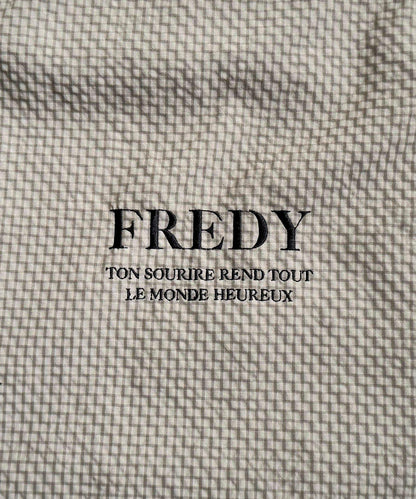 FREDY
TON SOURIRE REND TOUT
LE MONDE HEUREUX